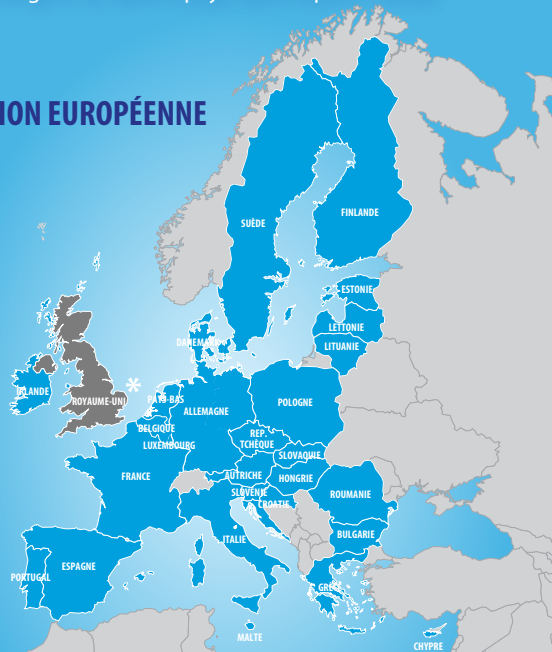 ION EUROPÉENNE
SUÈDE
FINLANDE
ESTONIE
LETTONIE
LITUANIE
DANEMARK
IRLANDE
ROYAUME-UNI
*
PAYS-BAS
ALLEMAGNE
POLOGNE
BELGIQUE
LUXEMBOURG
REP.
TCHÈQUE
SLOVAQUIE
FRANCE
AUTRICHE
HONGRIE
SLOVÉNIE
CROATIE
ROUMANIE
ITALIE
BULGARIE
PORTUGAL
ESPAGNE
GRÈCE
MALTE
CHYPRE